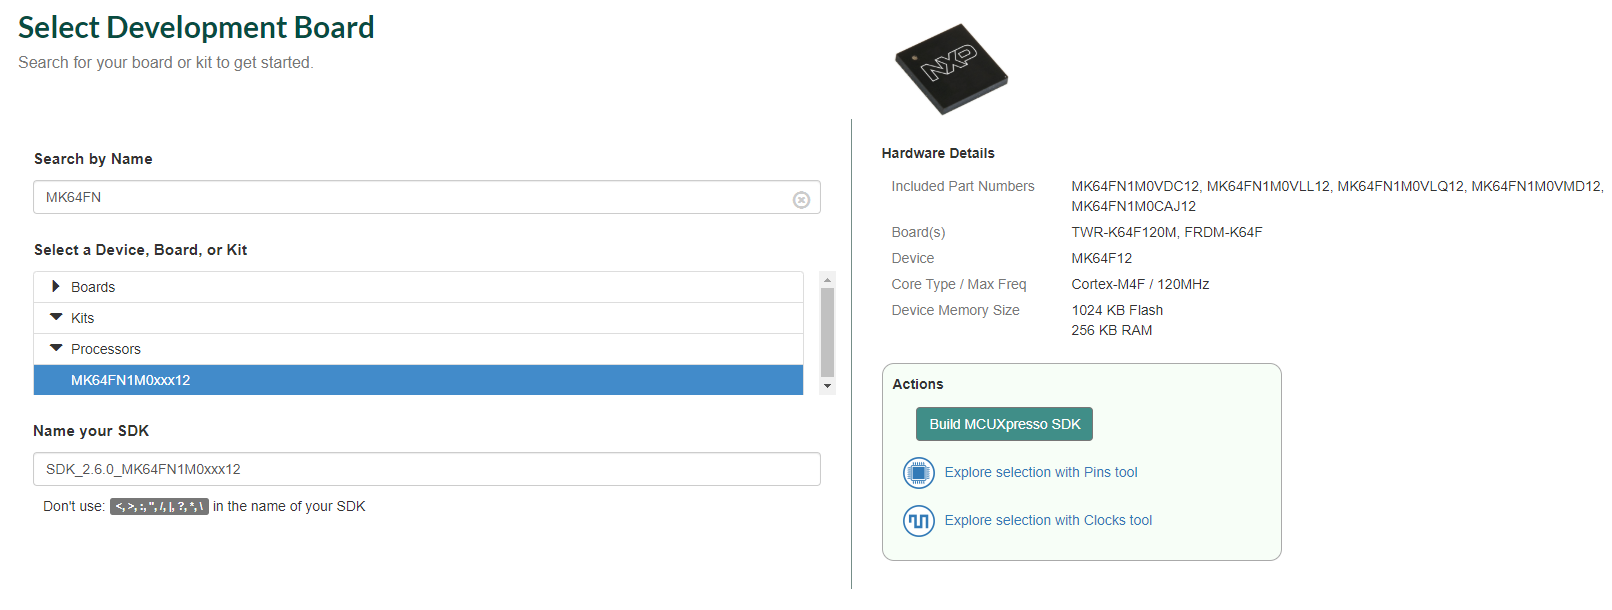 Select Development Board
Search for your board or kit to get started.
NXP
Search by Name
MK64FN
Select a Device, Board, or Kit
Boards
Kits
Processors
MK64FN1M0xxx12
Name your SDK
SDK_2.6.0_MK64FN1M0xxx12
Don't use: <, >, :, ", /, |, ?, *, \ in the name of your SDK
Hardware Details
Included Part Numbers MK64FN1M0VDC12, MK64FN1M0VLL12, MK64FN1M0VLQ12, MK64FN1M0VMD12,
MK64FN1M0CAJ12
Board(s) TWR-K64F120M, FRDM-K64F
Device MK64F12
Core Type / Max Freq Cortex-M4F / 120MHz
Device Memory Size 1024 KB Flash
256 KB RAM
Actions
Build MCUXpresso SDK
Explore selection with Pins tool
Explore selection with Clocks tool